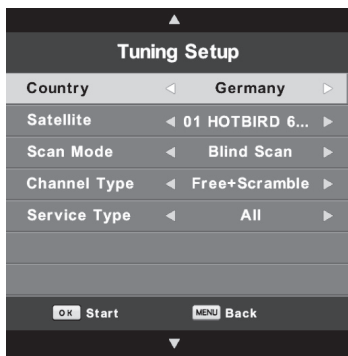 Tuning Setup
Country Germany
Satellite 01 HOTBIRD 6...
Scan Mode Blind Scan
Channel Type Free+Scramble
Service Type All
OK Start MENU Back